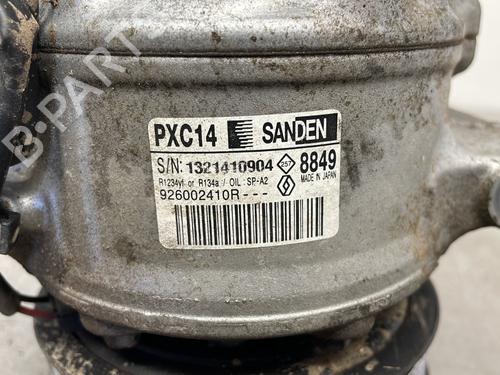 PXC14 SANDEN
S/N: 1321410904 257 8849
R1234yf or R134a / OIL : SP-A2 MADE IN JAPAN
926002410R---
B-PARTS